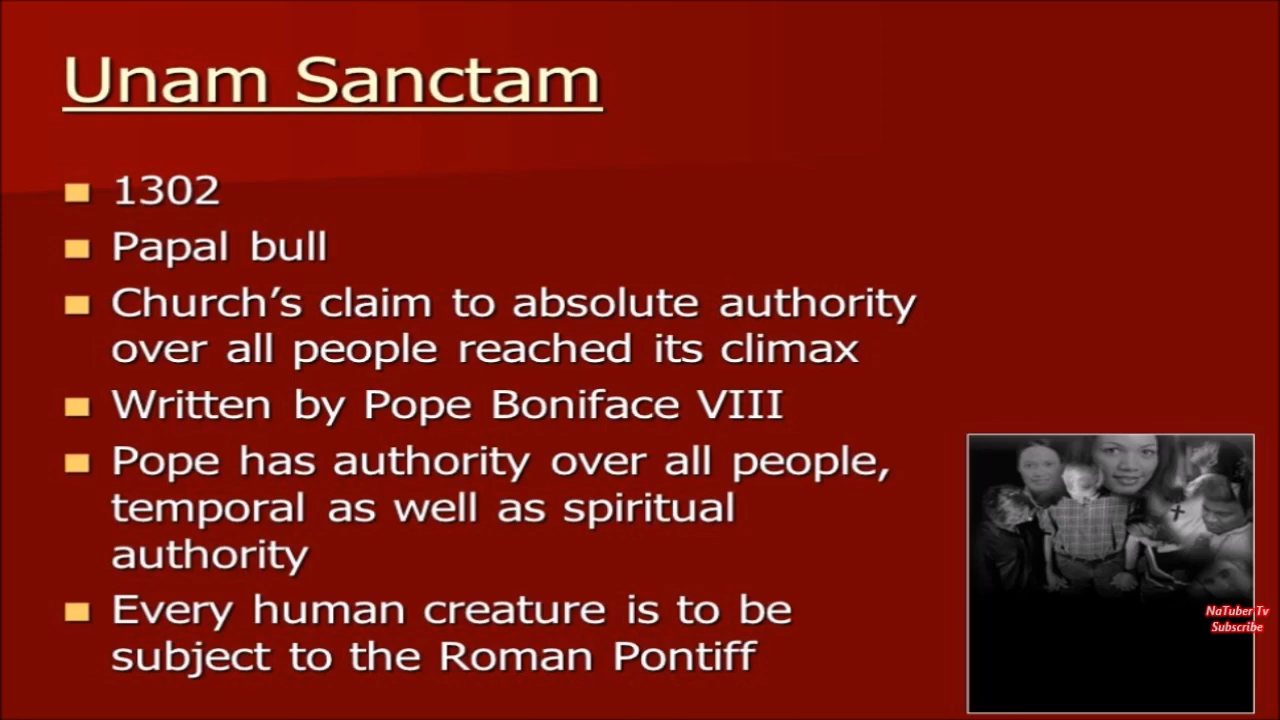 Unam Sanctam
1302
Papal bull
Church’s claim to absolute authority
over all people reached its climax
Written by Pope Boniface VIII
Pope has authority over all people,
temporal as well as spiritual
authority
Every human creature is to be
subject to the Roman Pontiff
NaTuber Tv
Subscribe